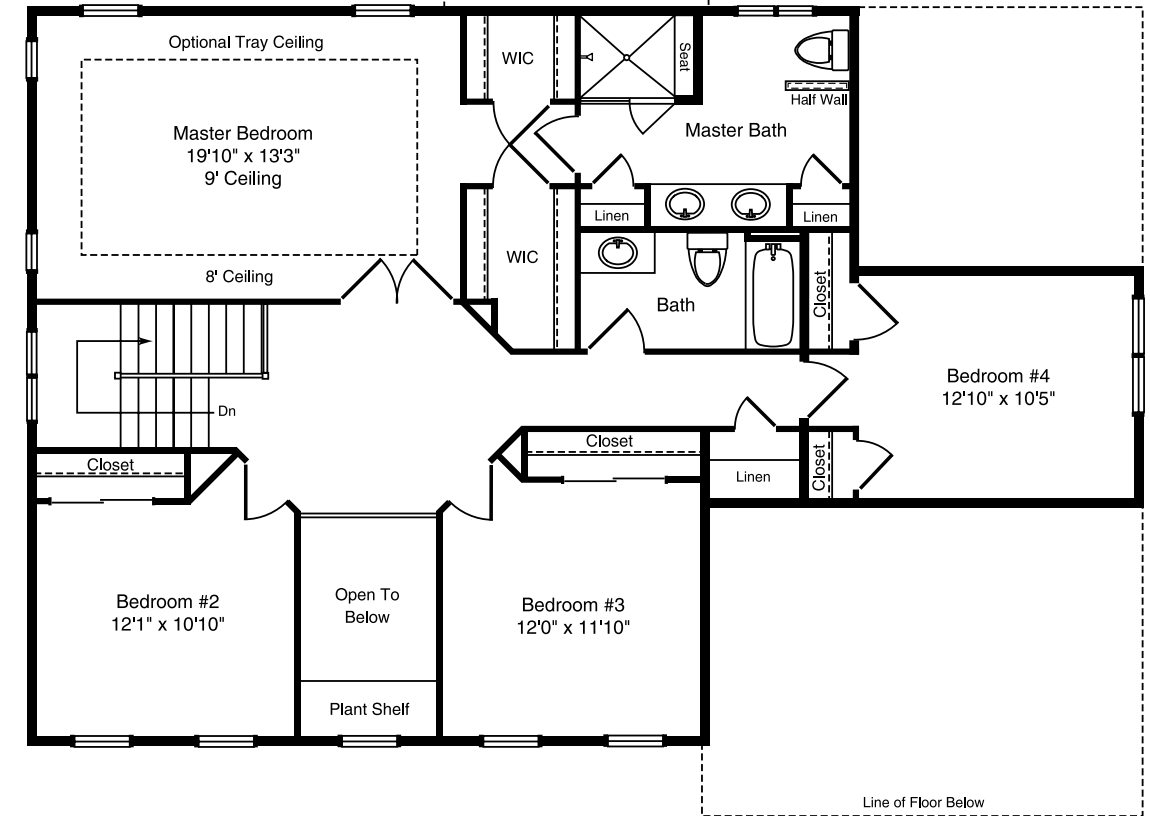 Optional Tray Ceiling
Master Bedroom
19'10" x 13'3"
9' Ceiling
8' Ceiling
WIC
Seat
Half Wall
Master Bath
Linen
Linen
WIC
Bath
Closet
Bedroom #4
12'10" x 10'5"
Dn
Closet
Closet
Linen
Closet
Bedroom #2
12'1" x 10'10"
Open To
Below
Plant Shelf
Bedroom #3
12'0" x 11'10"
Line of Floor Below